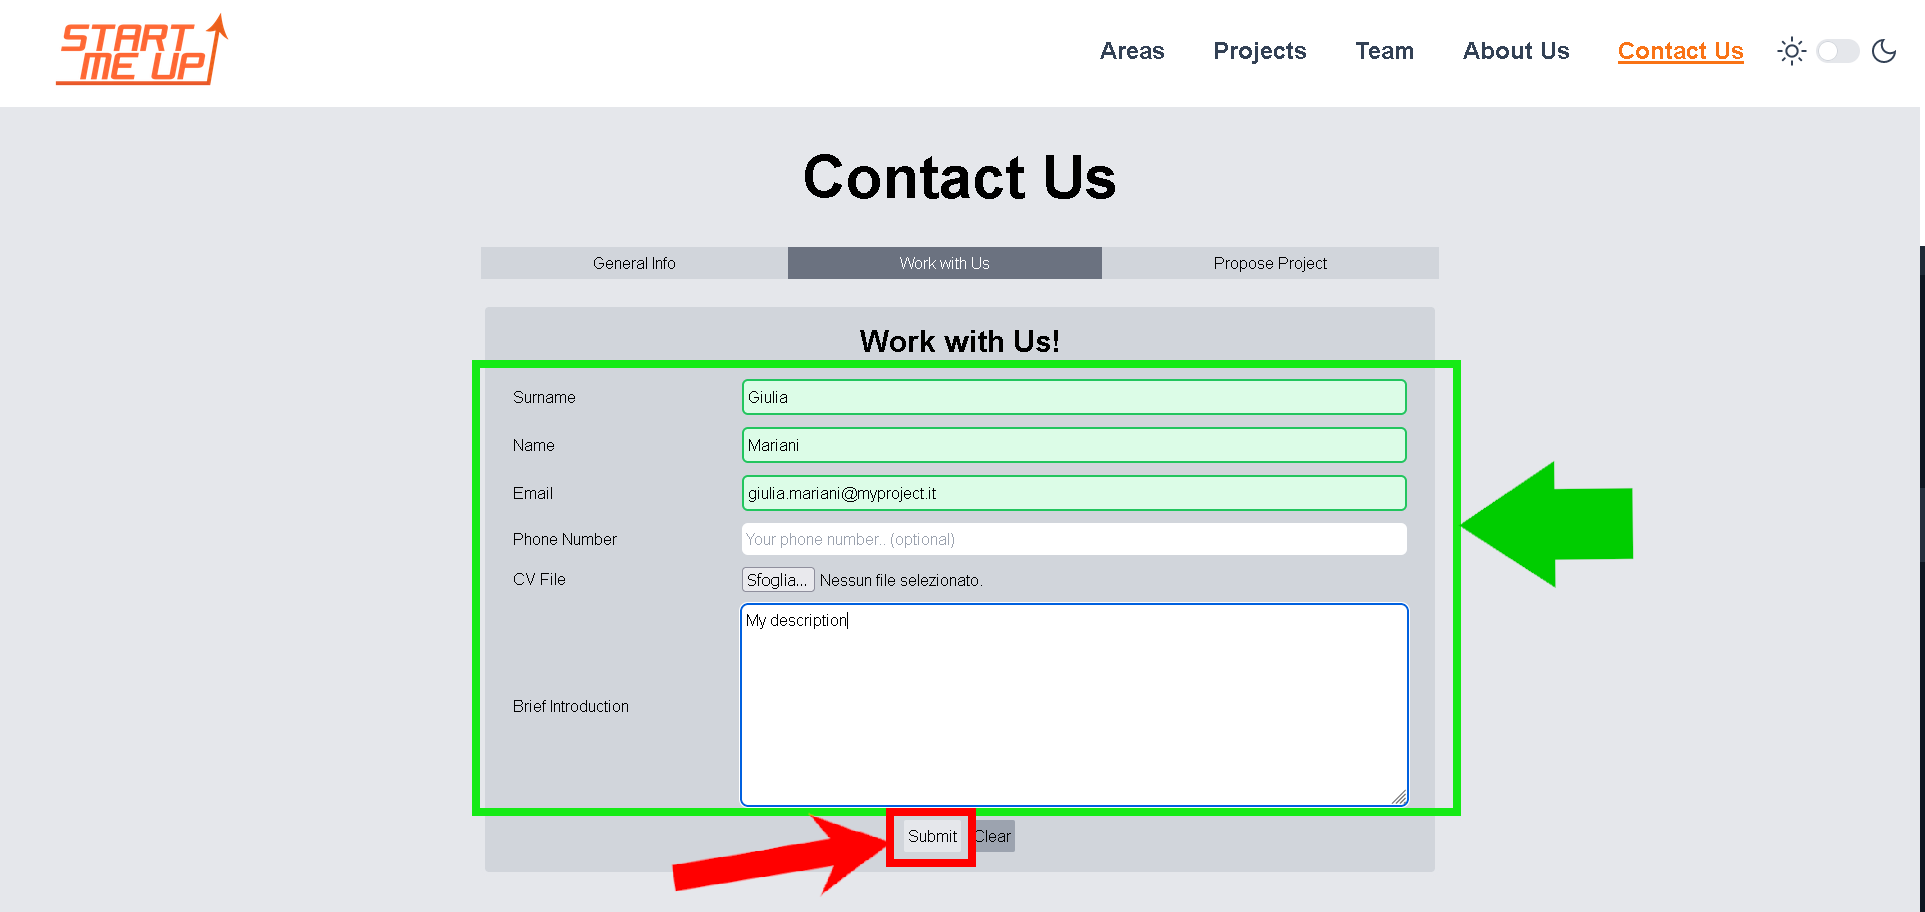 START
ME UP
Areas
Projects
Team
About Us
Contact Us
Contact Us
General Info
Work with Us
Propose Project
Work with Us!
Surname
Giulia
Name
Mariani
Email
giulia.mariani@myproject.it
Phone Number
Your phone number.. (optional)
CV File
Sfoglia... Nessun file selezionato.
My description
Brief Introduction
Submit
Clear